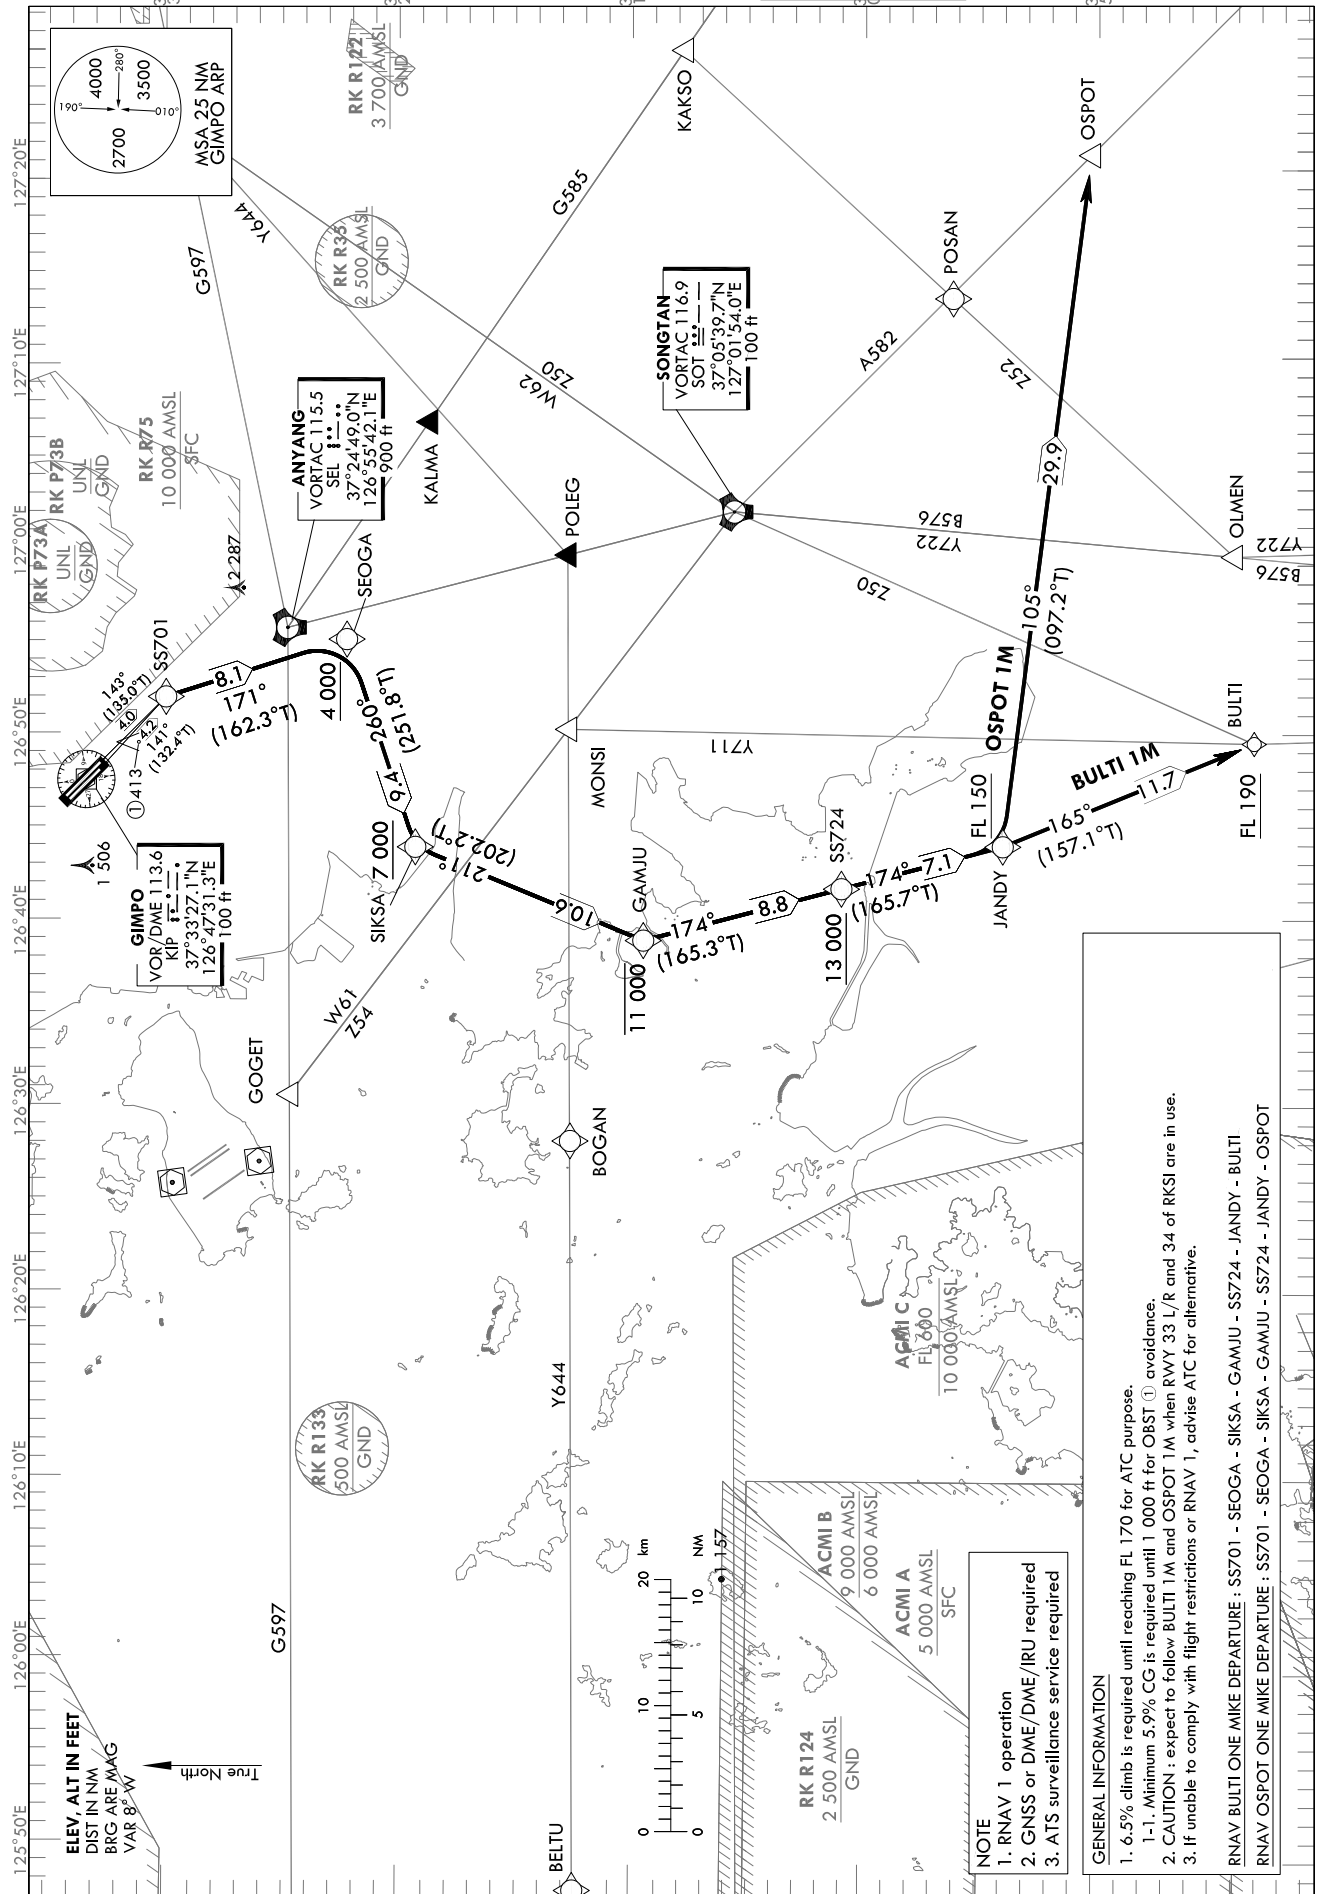 ELEV, ALT IN FEET
DIST IN NM
BRG ARE MAG
VAR 8° W
True North
125°50'E
126°00'E
126°10'E
126°20'E
126°30'E
126°40'E
126°50'E
127°00'E
127°10'E
127°20'E
190°
4000
280°
3500
010°
2700
MSA 25 NM
GIMPO ARP
RK R122
3 700 AMSL
GND
RK P73A
UNL
GND
RK P73B
UNL
GND
RK R75
10 000 AMSL
SFC
RK R35
2 500 AMSL
GND
RK R133
500 AMSL
GND
GIMPO
VOR/DME 113.6
KIP
37°33'27.1"N
126°47'31.3"E
100 ft
ANYANG
VORTAC 115.5
SEL
37°24'49.0"N
126°55'42.1"E
900 ft
SONGTAN
VORTAC 116.9
SOT
37°05'39.7"N
127°01'54.0"E
100 ft
1 506
①413
2 287
143°
(135.0°T)
4.0
4.2
141°
(132.4°T)
SS701
8.1
171°
(162.3°T)
SEOGA
4 000
260°
(251.8°T)
9.4
SIKSA
7 000
211°
(202.2°T)
10.6
GAMJU
11 000
174°
(165.3°T)
8.8
SS724
13 000
174°
(165.7°T)
7.1
JANDY
FL 150
165°
(157.1°T)
11.7
BULTI 1M
BULTI
FL 190
OSPOT 1M
105°
(097.2°T)
29.9
OSPOT
KAKSO
POSAN
OLMEN
KALMA
POLEG
MONSI
GOGET
BOGAN
BELTU
G597
G597
Y644
Y644
G585
W62
Z50
Z50
A582
Z52
B576
Y722
B576
Y722
Y711
W61
Z54
ACMI C
FL 600
10 000 AMSL
ACMI B
9 000 AMSL
6 000 AMSL
ACMI A
5 000 AMSL
SFC
RK R124
2 500 AMSL
GND
1 157
0 10 20 km
0 5 10 NM
NOTE
1. RNAV 1 operation
2. GNSS or DME/DME/IRU required
3. ATS surveillance service required
GENERAL INFORMATION
1. 6.5% climb is required until reaching FL 170 for ATC purpose.
1-1. Minimum 5.9% CG is required until 1 000 ft for OBST ① avoidance.
2. CAUTION : expect to follow BULTI 1M and OSPOT 1M when RWY 33 L/R and 34 of RKSI are in use.
3. If unable to comply with flight restrictions or RNAV 1, advise ATC for alternative.
RNAV BULTI ONE MIKE DEPARTURE : SS701 - SEOGA - SIKSA - GAMJU - SS724 - JANDY - BULTI
RNAV OSPOT ONE MIKE DEPARTURE : SS701 - SEOGA - SIKSA - GAMJU - SS724 - JANDY - OSPOT